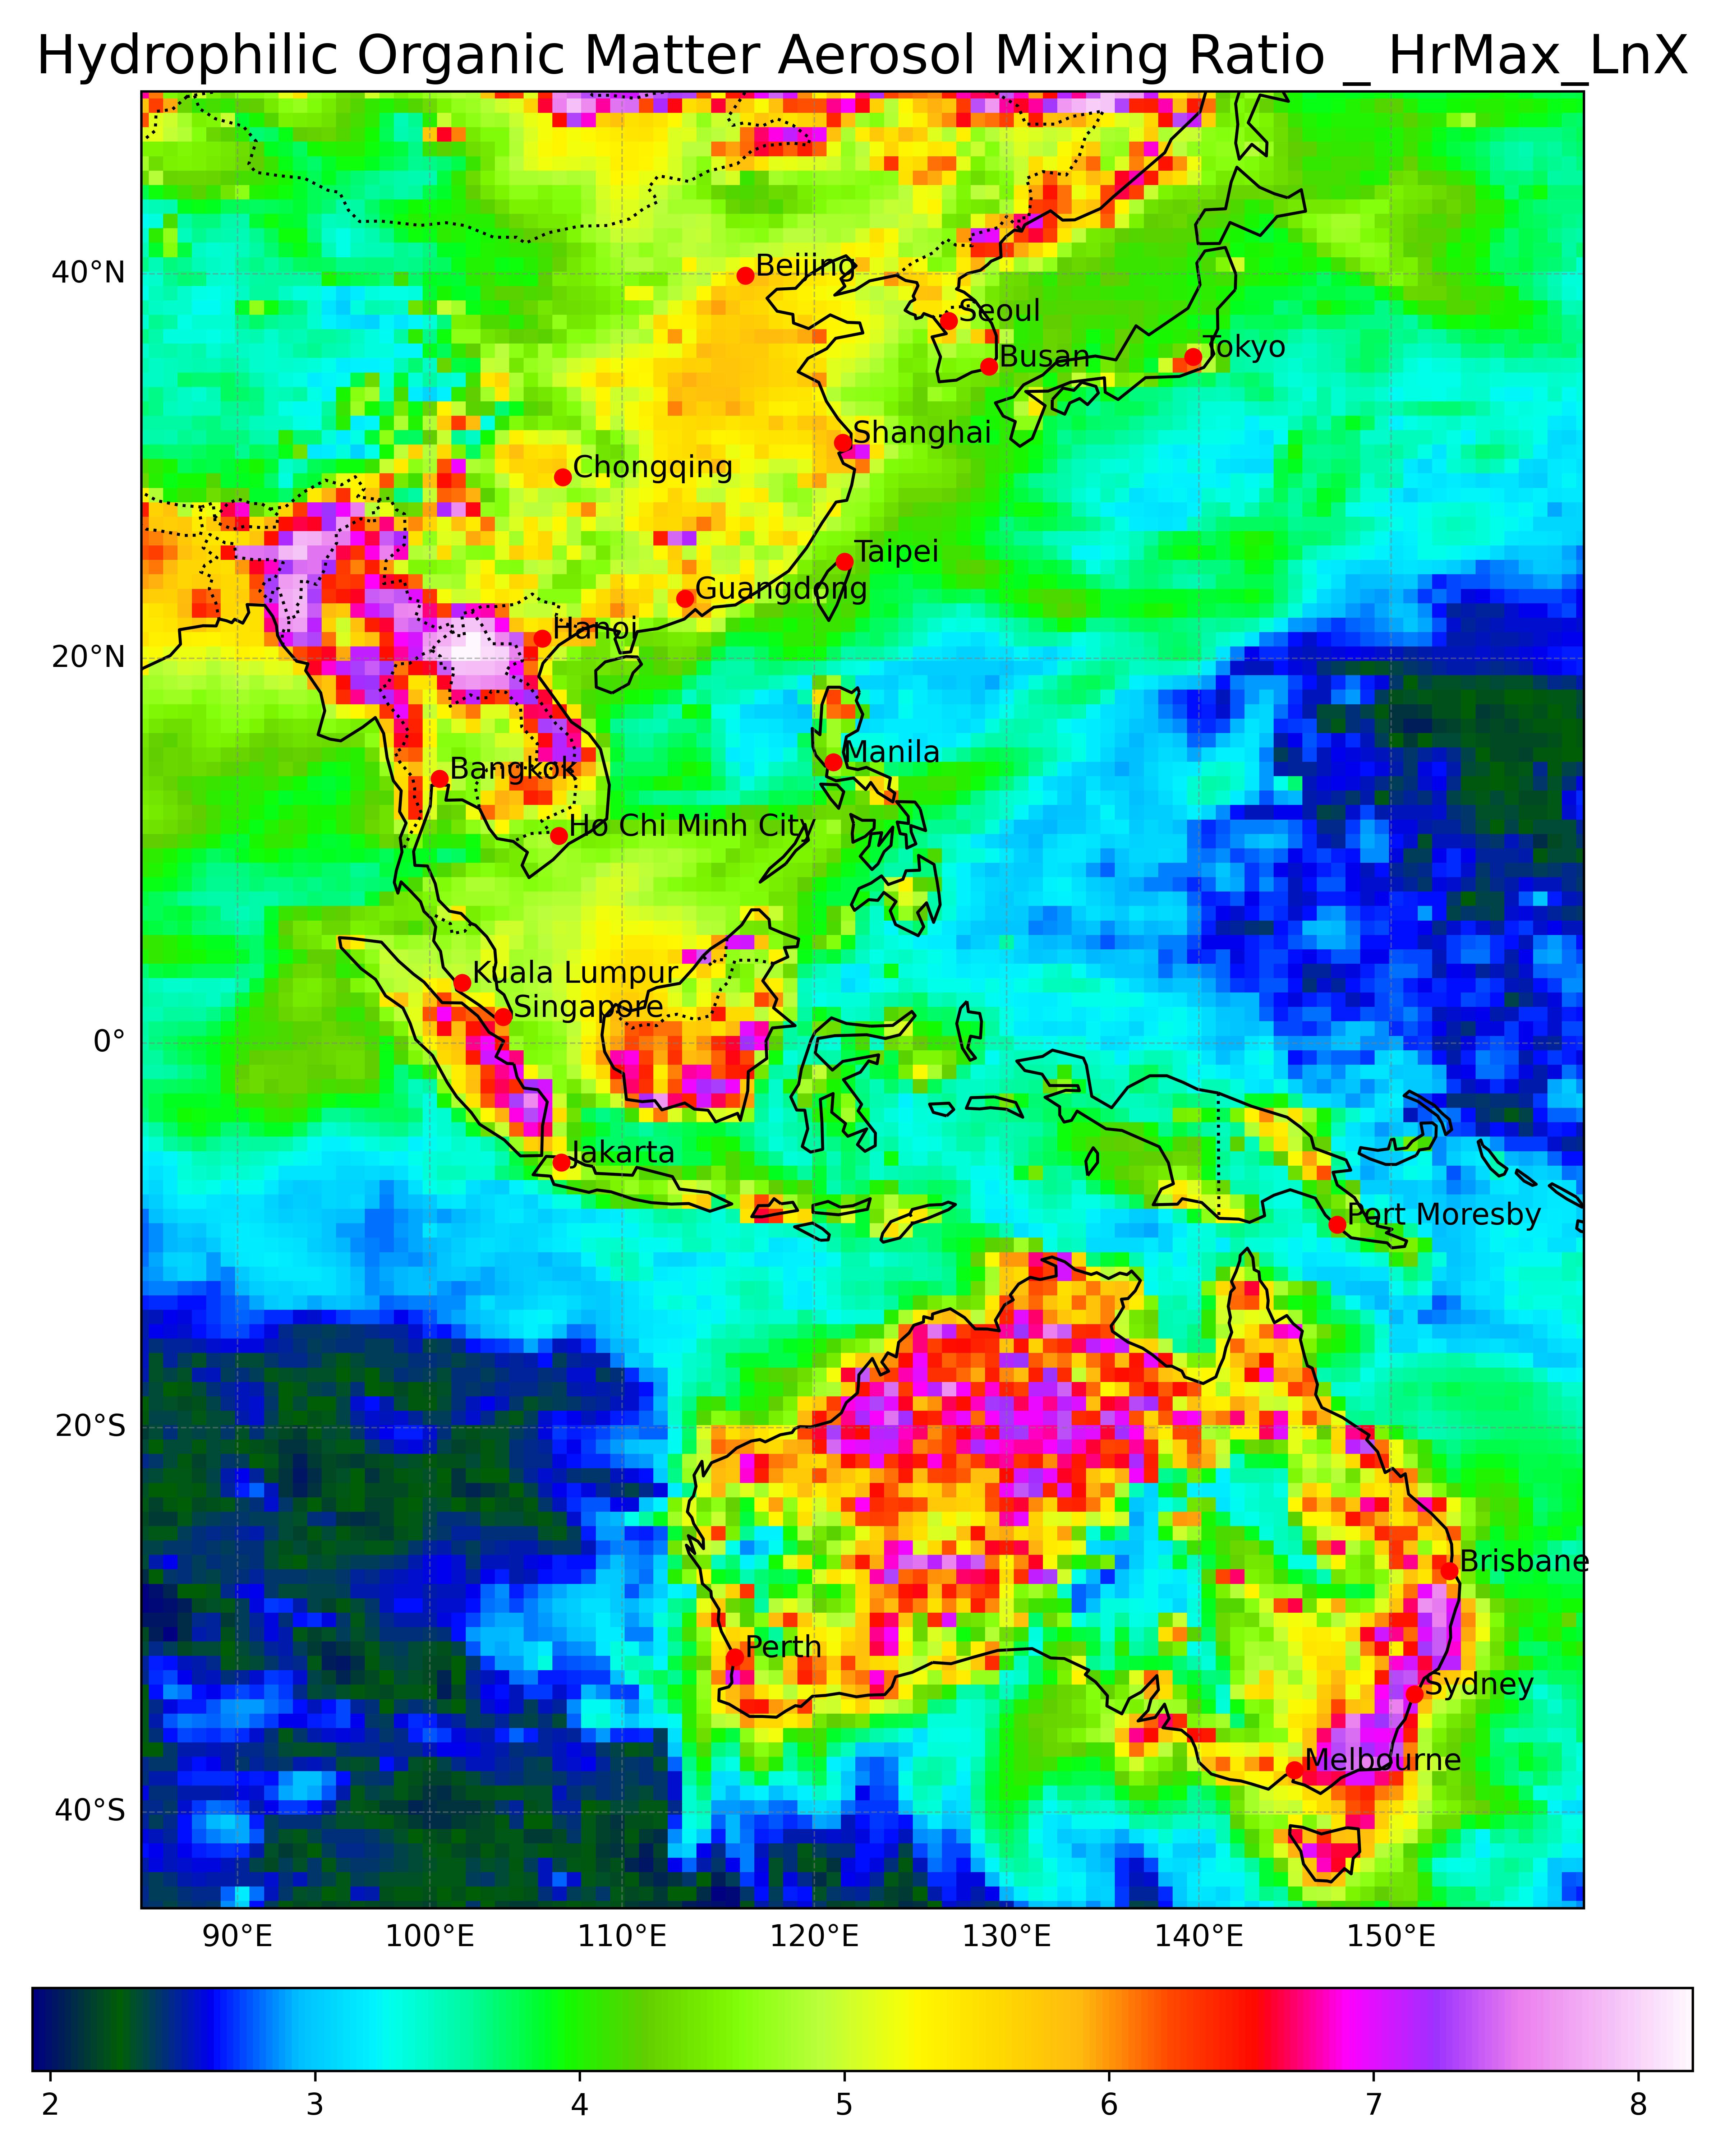 Hydrophilic Organic Matter Aerosol Mixing Ratio _ HrMax_LnX
40°N
Beijing
Seoul
Tokyo
Busan
Shanghai
Chongqing
Taipei
Guangdong
Hanoi
20°N
Manila
Bangkok
Ho Chi Minh City
Kuala Lumpur
Singapore
0°
Jakarta
Port Moresby
20°S
Brisbane
Perth
Sydney
Melbourne
40°S
90°E 100°E 110°E 120°E 130°E 140°E 150°E
2 3 4 5 6 7 8